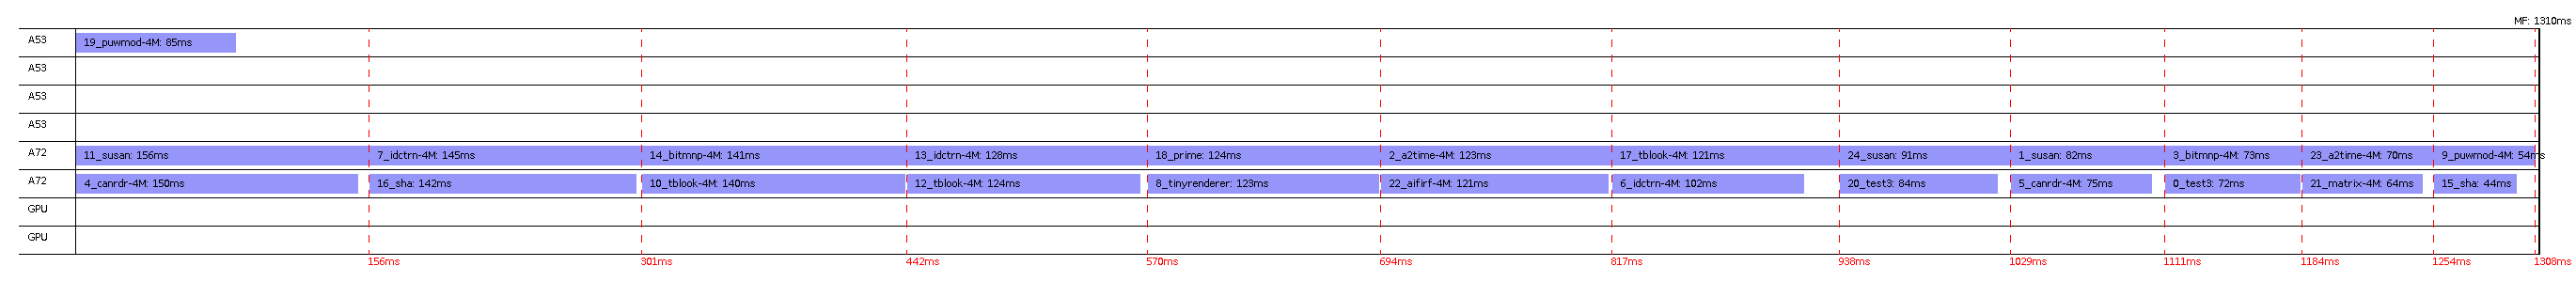 MF: 1310ms
A53 19_puwmod-4M: 85ms
A53
A53
A53
A72 11_susan: 156ms 7_idctrn-4M: 145ms 14_bitmnp-4M: 141ms 13_idctrn-4M: 128ms 18_prime: 124ms 2_a2time-4M: 123ms 17_tblook-4M: 121ms 24_susan: 91ms 1_susan: 82ms 3_bitmnp-4M: 73ms 23_a2time-4M: 70ms 9_puwmod-4M: 54ms
A72 4_canrdr-4M: 150ms 16_sha: 142ms 10_tblook-4M: 140ms 12_tblook-4M: 124ms 8_tinyrenderer: 123ms 22_aifirf-4M: 121ms 6_idctrn-4M: 102ms 20_test3: 84ms 5_canrdr-4M: 75ms 0_test3: 72ms 21_matrix-4M: 64ms 15_sha: 44ms
GPU
GPU
156ms 301ms 442ms 570ms 694ms 817ms 938ms 1029ms 1111ms 1184ms 1254ms 1308ms